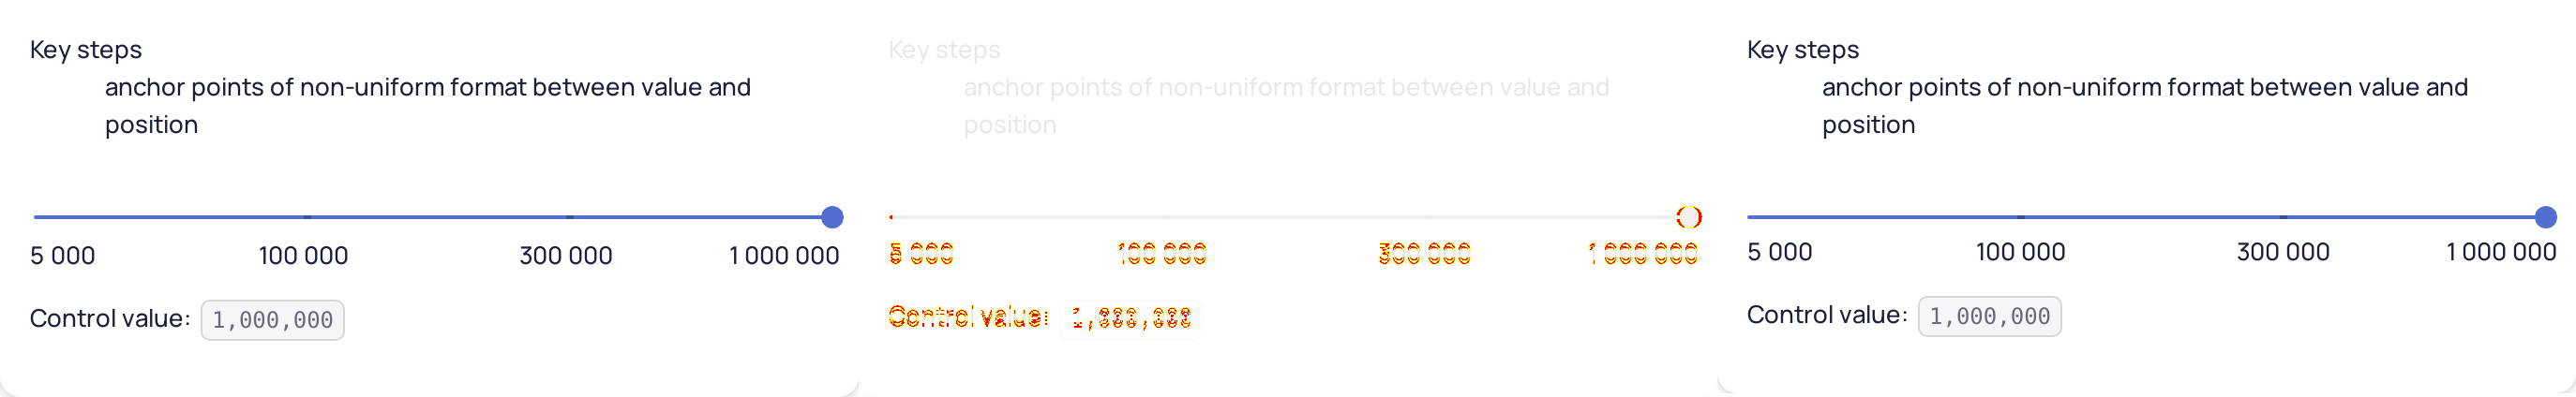 Key steps
anchor points of non-uniform format between value and
position
5 000 100 000 300 000 1 000 000
Control value: 1,000,000
Key steps
anchor points of non-uniform format between value and
position
5 000 100 000 300 000 1 000 000
Control value: 1,000,000
Key steps
anchor points of non-uniform format between value and
position
5 000 100 000 300 000 1 000 000
Control value: 1,000,000